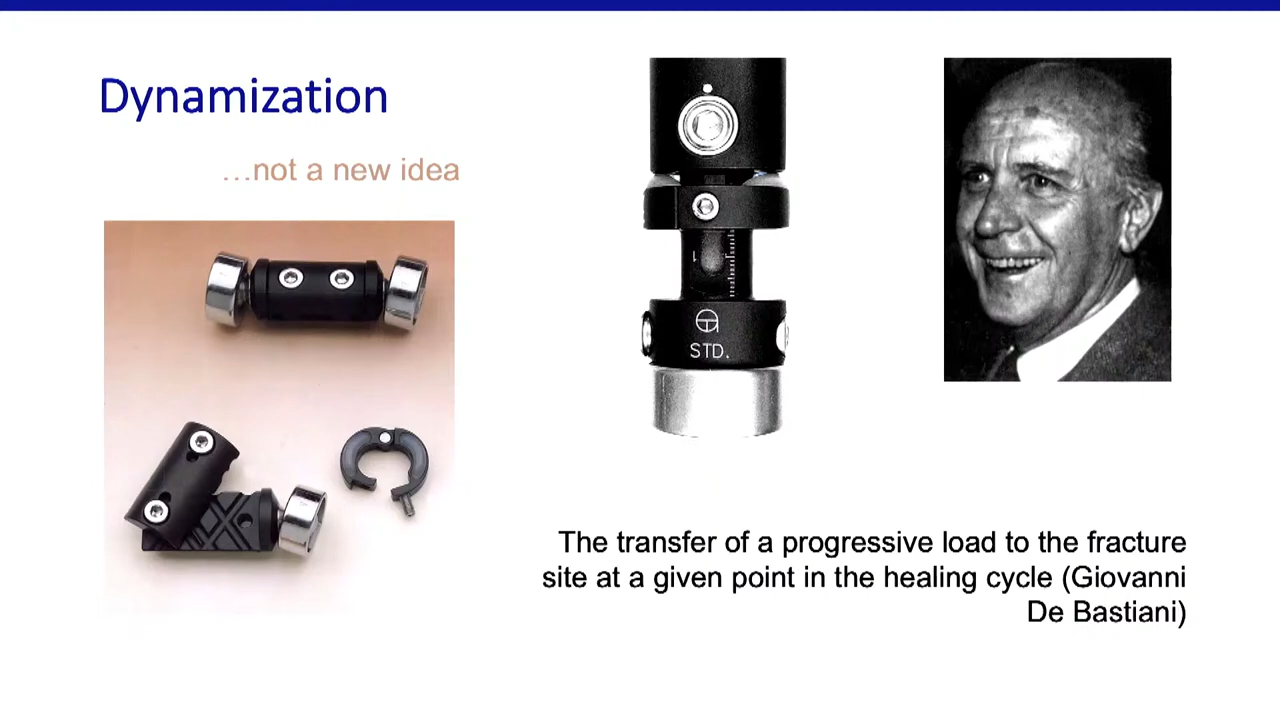 Dynamization
…not a new idea
1
STD.
The transfer of a progressive load to the fracture
site at a given point in the healing cycle (Giovanni
De Bastiani)